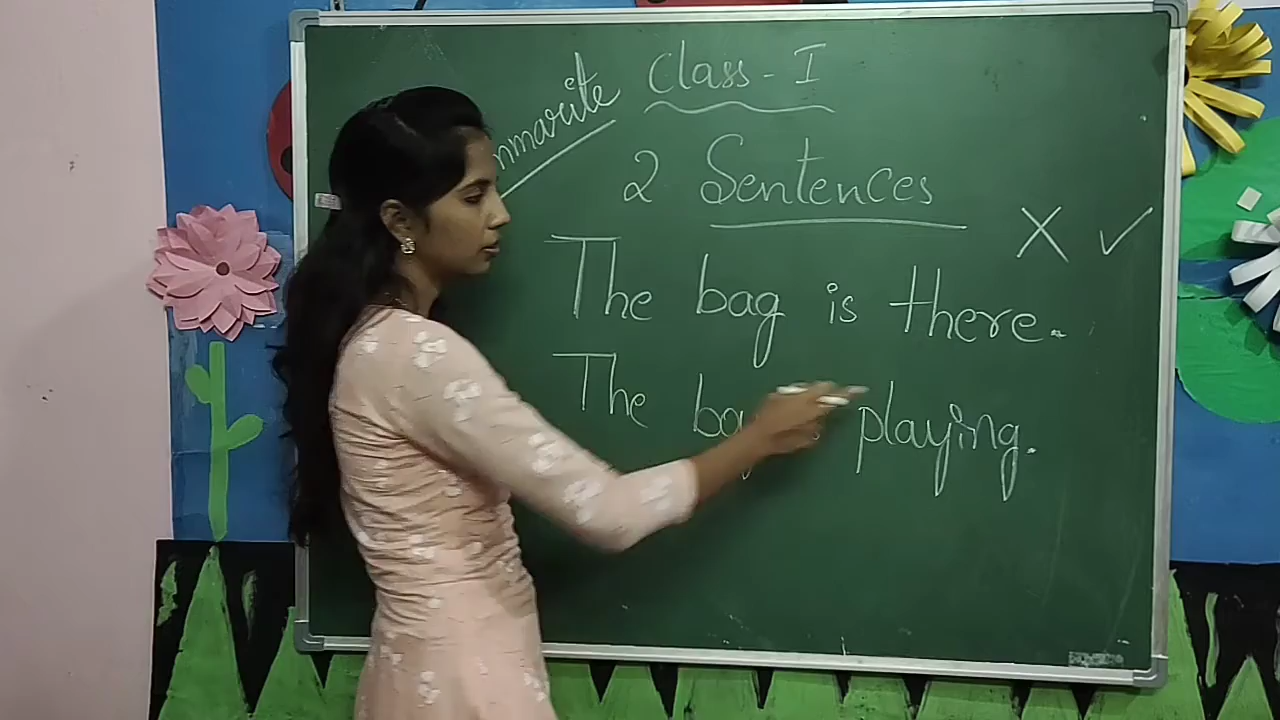 Class - I
2 Sentences
The bag is there.
The playing.